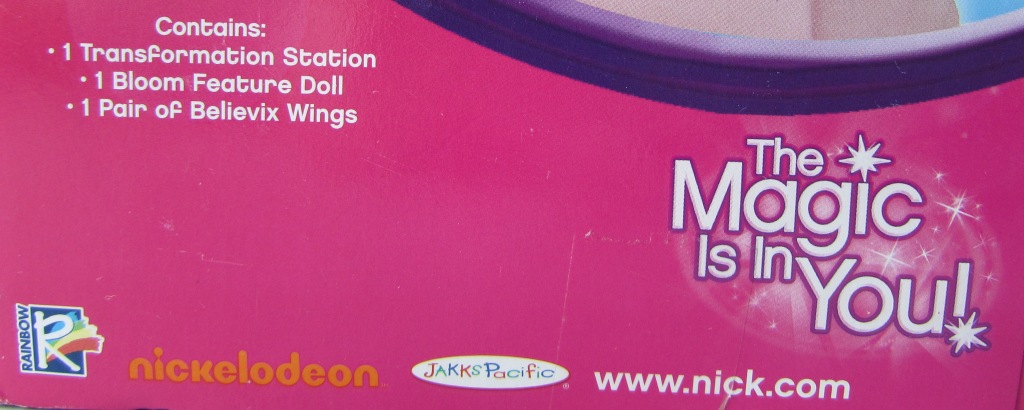 Contains:
• 1 Transformation Station
• 1 Bloom Feature Doll
• 1 Pair of Believix Wings
The
Magic
Is In
You!
RAINBOW
R
nickelodeon
JAKKS Pacific®
www.nick.com